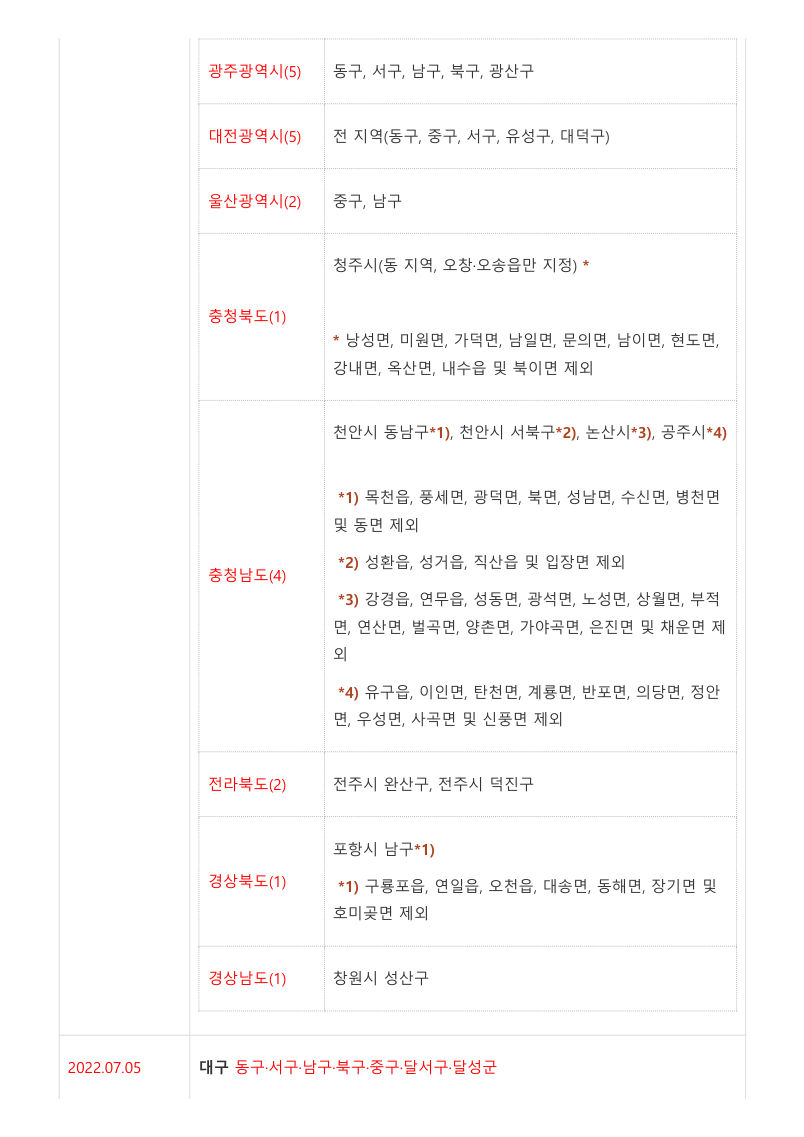 광주광역시(5)
동구, 서구, 남구, 북구, 광산구
대전광역시(5)
전 지역(동구, 중구, 서구, 유성구, 대덕구)
울산광역시(2)
중구, 남구
충청북도(1)
청주시(동 지역, 오창·오송읍만 지정) *
* 낭성면, 미원면, 가덕면, 남일면, 문의면, 남이면, 현도면,
강내면, 옥산면, 내수읍 및 북이면 제외
충청남도(4)
천안시 동남구*1), 천안시 서북구*2), 논산시*3), 공주시*4)
*1) 목천읍, 풍세면, 광덕면, 북면, 성남면, 수신면, 병천면
및 동면 제외
*2) 성환읍, 성거읍, 직산읍 및 입장면 제외
*3) 강경읍, 연무읍, 성동면, 광석면, 노성면, 상월면, 부적
면, 연산면, 벌곡면, 양촌면, 가야곡면, 은진면 및 채운면 제
외
*4) 유구읍, 이인면, 탄천면, 계룡면, 반포면, 의당면, 정안
면, 우성면, 사곡면 및 신풍면 제외
전라북도(2)
전주시 완산구, 전주시 덕진구
경상북도(1)
포항시 남구*1)
*1) 구룡포읍, 연일읍, 오천읍, 대송면, 동해면, 장기면 및
호미곶면 제외
경상남도(1)
창원시 성산구
2022.07.05
대구 동구·서구·남구·북구·중구·달서구·달성군